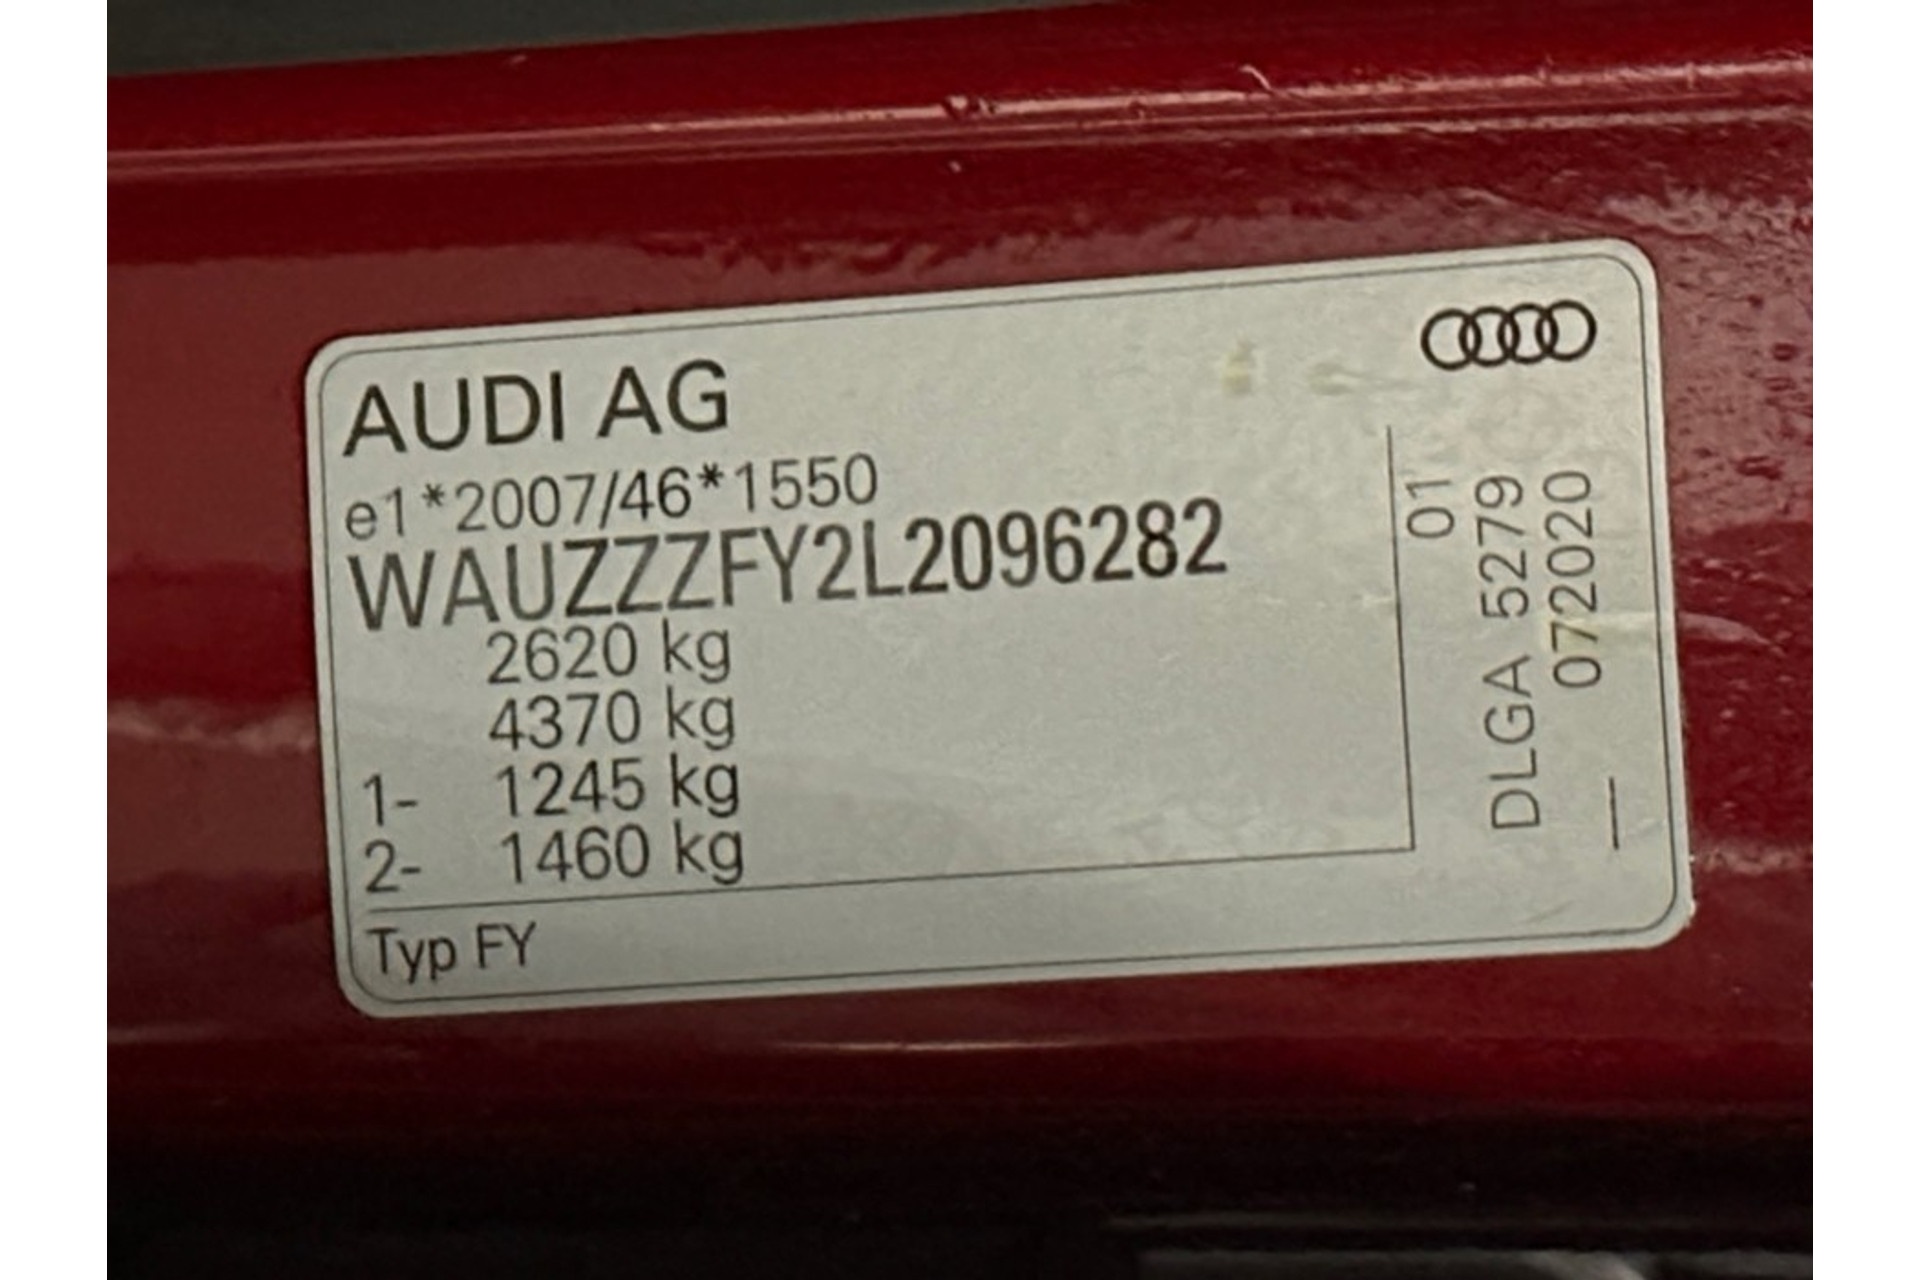 AUDI AG
e1*2007/46*1550
WAUZZZFY2L2096282
2620 kg
4370 kg
1- 1245 kg
2- 1460 kg
Typ FY
01
DLGA 5279
— 072020